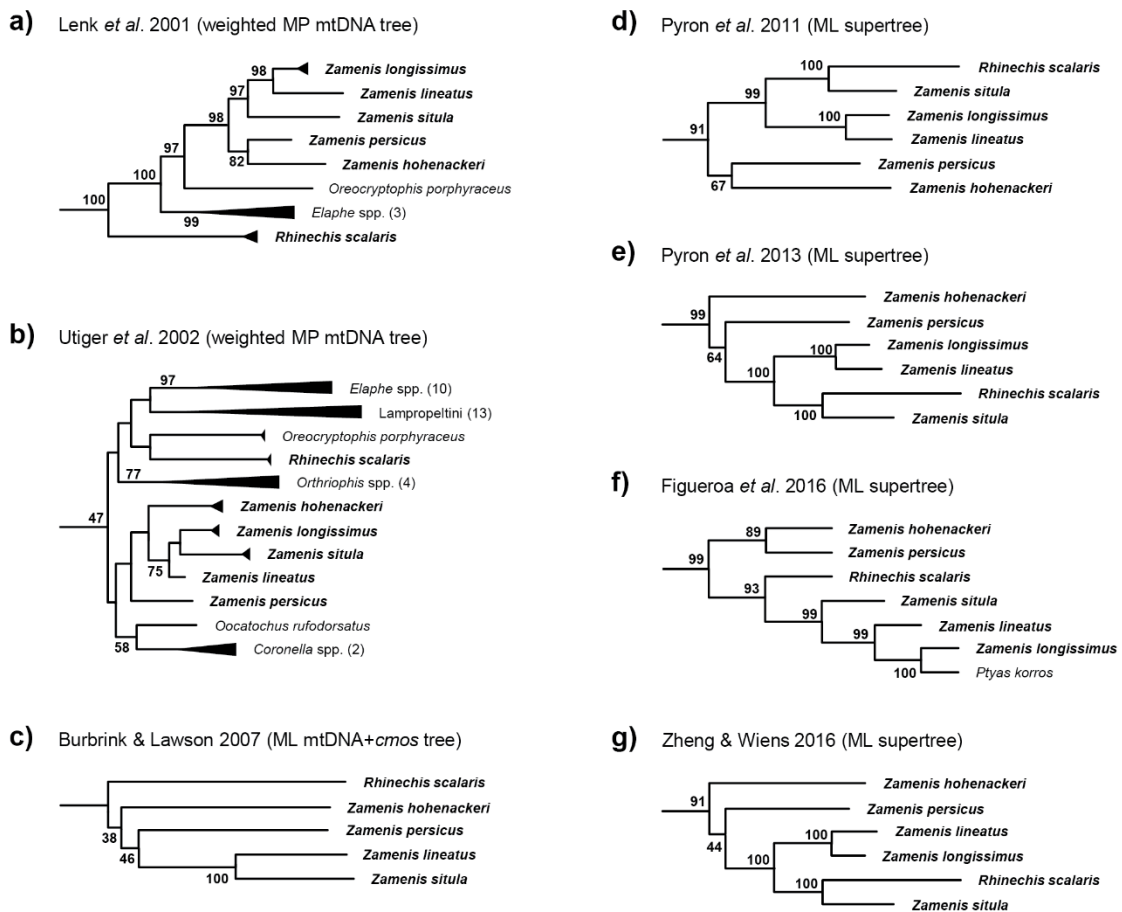 a) Lenk et al. 2001 (weighted MP mtDNA tree)
98
Zamenis longissimus
97
Zamenis lineatus
98
Zamenis situla
97
Zamenis persicus
82
Zamenis hohenackeri
100
Oreocryptophis porphyraceus
100
99
Elaphe spp. (3)
Rhinechis scalaris
b) Utiger et al. 2002 (weighted MP mtDNA tree)
97
Elaphe spp. (10)
Lampropeltini (13)
Oreocryptophis porphyraceus
Rhinechis scalaris
77
Orthriophis spp. (4)
Zamenis hohenackeri
47
Zamenis longissimus
Zamenis situla
75
Zamenis lineatus
Zamenis persicus
Oocatochus rufodorsatus
58
Coronella spp. (2)
c) Burbrink & Lawson 2007 (ML mtDNA+cmos tree)
Rhinechis scalaris
Zamenis hohenackeri
38
Zamenis persicus
46
Zamenis lineatus
100
Zamenis situla
d) Pyron et al. 2011 (ML supertree)
100
Rhinechis scalaris
99
Zamenis situla
100
Zamenis longissimus
91
Zamenis lineatus
Zamenis persicus
67
Zamenis hohenackeri
e) Pyron et al. 2013 (ML supertree)
Zamenis hohenackeri
99
Zamenis persicus
64
100
Zamenis longissimus
100
Zamenis lineatus
Rhinechis scalaris
100
Zamenis situla
f) Figueroa et al. 2016 (ML supertree)
89
Zamenis hohenackeri
Zamenis persicus
99
93
Rhinechis scalaris
99
Zamenis situla
99
Zamenis lineatus
Zamenis longissimus
100
Ptyas korros
g) Zheng & Wiens 2016 (ML supertree)
Zamenis hohenackeri
91
Zamenis persicus
44
100
Zamenis lineatus
100
Zamenis longissimus
Rhinechis scalaris
100
Zamenis situla